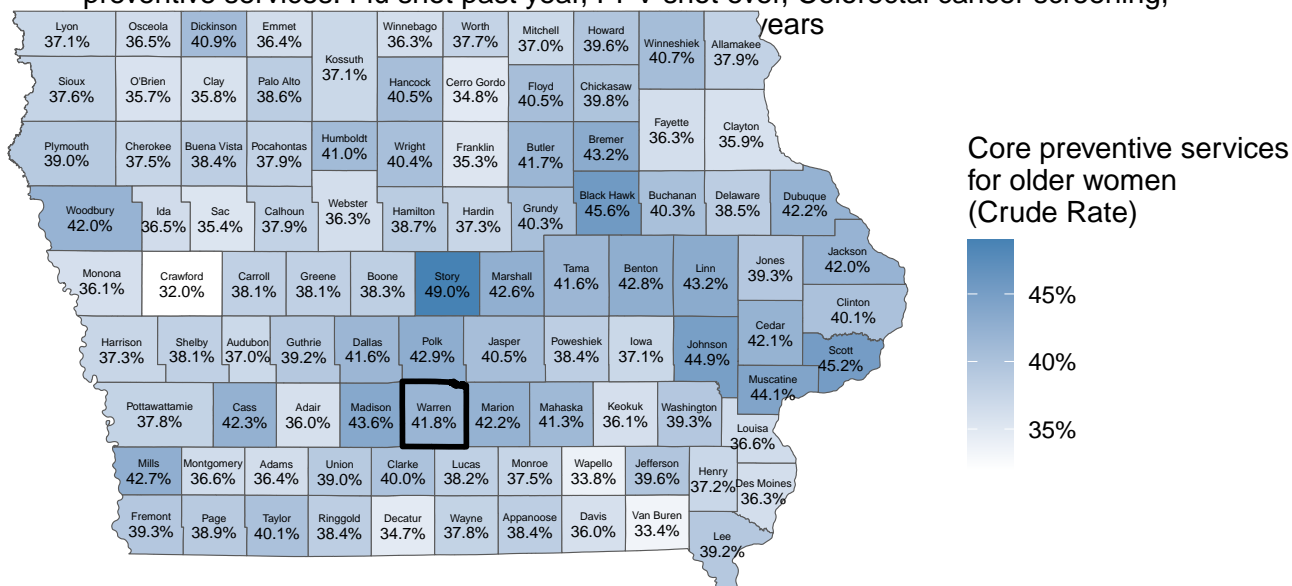 preventive services: Flu shot past year, PPV shot ever, Colorectal cancer screening,
years
Lyon Osceola Dickinson Emmet Winnebago Worth Mitchell Howard Winneshiek Allamakee
37.1% 36.5% 40.9% 36.4% 36.3% 37.7% 37.0% 39.6% 40.7% 37.9%
Kossuth
37.1%
Sioux O'Brien Clay Palo Alto Hancock Cerro Gordo Floyd Chickasaw
37.6% 35.7% 35.8% 38.6% 40.5% 34.8% 40.5% 39.8%
Fayette Clayton
36.3% 35.9%
Plymouth Cherokee Buena Vista Pocahontas Humboldt Wright Franklin Butler Bremer
39.0% 37.5% 38.4% 37.9% 41.0% 40.4% 35.3% 41.7% 43.2%
Woodbury Ida Sac Calhoun Webster Hamilton Hardin Grundy Black Hawk Buchanan Delaware Dubuque
42.0% 36.5% 35.4% 37.9% 36.3% 38.7% 37.3% 40.3% 45.6% 40.3% 38.5% 42.2%
Monona Crawford Carroll Greene Boone Story Marshall Tama Benton Linn Jones Jackson
36.1% 32.0% 38.1% 38.1% 38.3% 49.0% 42.6% 41.6% 42.8% 43.2% 39.3% 42.0%
Clinton
40.1%
Harrison Shelby Audubon Guthrie Dallas Polk Jasper Poweshiek Iowa Johnson Cedar Scott
37.3% 38.1% 37.0% 39.2% 41.6% 42.9% 40.5% 38.4% 37.1% 44.9% 42.1% 45.2%
Muscatine
44.1%
Pottawattamie Cass Adair Madison Warren Marion Mahaska Keokuk Washington Louisa
37.8% 42.3% 36.0% 43.6% 41.8% 42.2% 41.3% 36.1% 39.3% 36.6%
Mills Montgomery Adams Union Clarke Lucas Monroe Wapello Jefferson Henry Des Moines
42.7% 36.6% 36.4% 39.0% 40.0% 38.2% 37.5% 33.8% 39.6% 37.2% 36.3%
Fremont Page Taylor Ringgold Decatur Wayne Appanoose Davis Van Buren Lee
39.3% 38.9% 40.1% 38.4% 34.7% 37.8% 38.4% 36.0% 33.4% 39.2%
Core preventive services
for older women
(Crude Rate)
45%
40%
35%